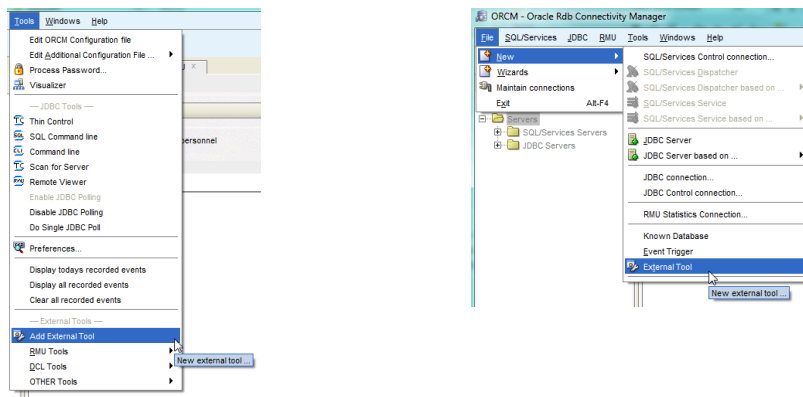 Tools Windows Help
Edit ORCM Configuration file
Edit Additional Configuration File ...
Process Password...
Visualizer
— JDBC Tools —
Thin Control
SQL Command line
Command line
Scan for Server
Remote Viewer
Enable JDBC Polling
Disable JDBC Polling
Do Single JDBC Poll
Preferences...
Display todays recorded events
Display all recorded events
Clear all recorded events
— External Tools —
Add External Tool
RMU Tools
DCL Tools
OTHER Tools
New external tool ...
personnel
ORCM - Oracle Rdb Connectivity Manager
File SQL/Services JDBC RMU Tools Windows Help
New
Wizards
Maintain connections
Exit Alt-F4
Servers
SQL/Services Servers
JDBC Servers
SQL/Services Control connection...
SQL/Services Dispatcher
SQL/Services Dispatcher based on ...
SQL/Services Service
SQL/Services Service based on ...
JDBC Server
JDBC Server based on ...
JDBC connection...
JDBC Control connection...
RMU Statistics Connection...
Known Database
Event Trigger
External Tool
New external tool ...